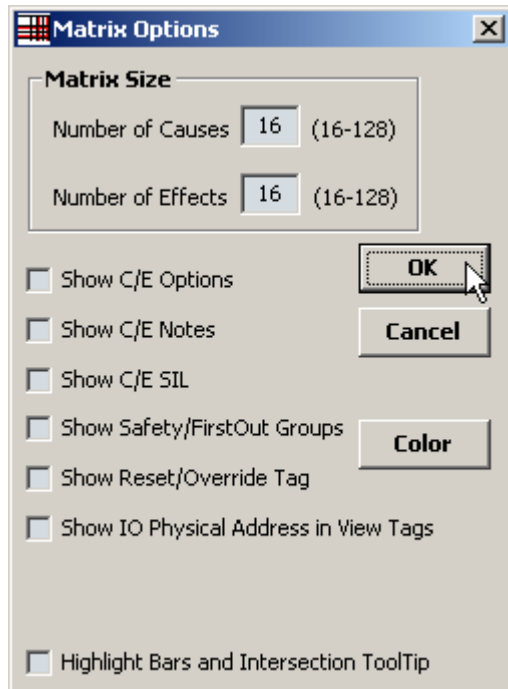 Matrix Options
Matrix Size
Number of Causes 16 (16-128)
Number of Effects 16 (16-128)
OK
Show C/E Options
Show C/E Notes
Cancel
Show C/E SIL
Show Safety/FirstOut Groups
Color
Show Reset/Override Tag
Show IO Physical Address in View Tags
Highlight Bars and Intersection ToolTip